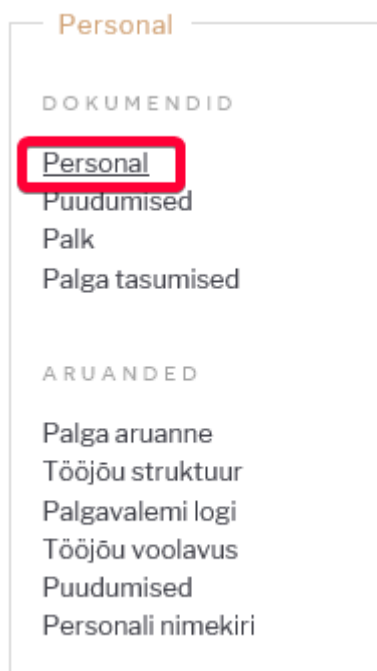 Personal
DOKUMENDID
Personal
Puudumised
Palk
Palga tasumised
ARUANDED
Palga aruanne
Tööjõu struktuur
Palgavalemi logi
Tööjõu voolavus
Puudumised
Personali nimekiri